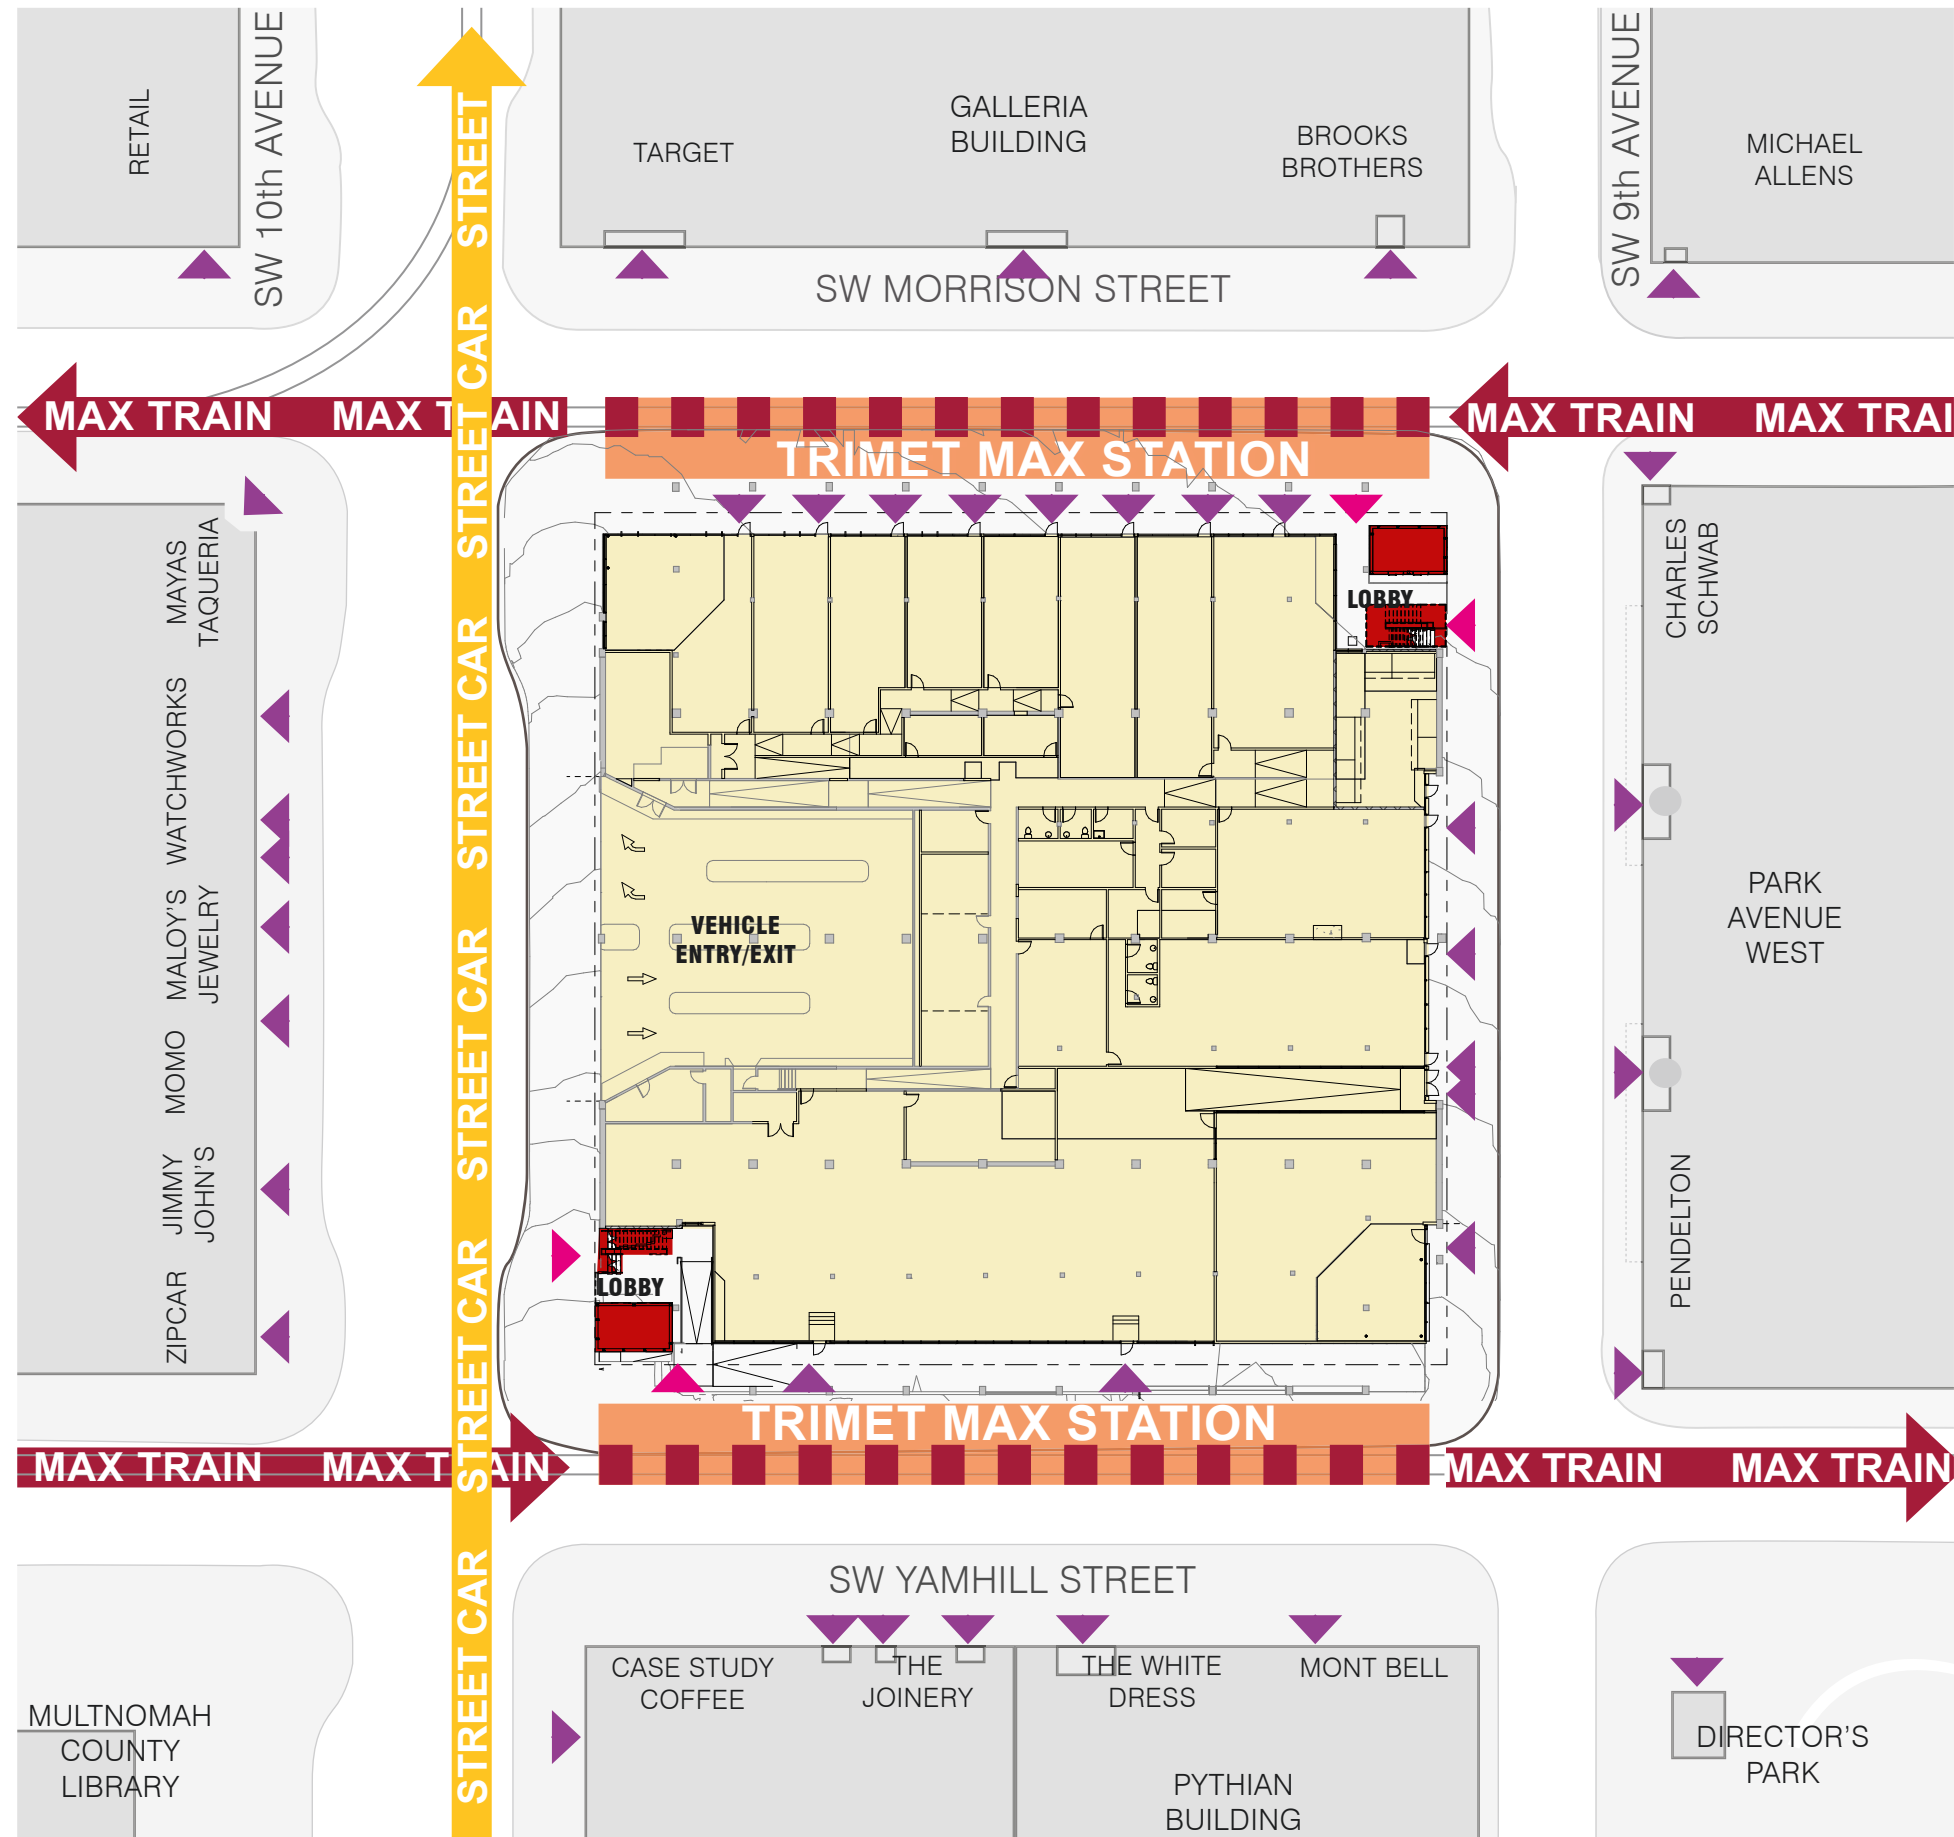 RETAIL
SW 10th AVENUE
STREET CAR STREET CAR STREET CAR STREET CAR STREET CAR STREET
TARGET
GALLERIA
BUILDING
BROOKS
BROTHERS
SW 9th AVENUE
MICHAEL
ALLENS
SW MORRISON STREET
MAX TRAIN MAX TRAIN
MAX TRAIN MAX TRAI
TRIMET MAX STATION
MAYAS
TAQUERIA
WATCHWORKS
MALOY'S
JEWELRY
MOMO
JIMMY
JOHN'S
ZIPCAR
LOBBY
VEHICLE
ENTRY/EXIT
LOBBY
CHARLES
SCHWAB
PARK
AVENUE
WEST
PENDELTON
TRIMET MAX STATION
MAX TRAIN MAX TRAIN
MAX TRAIN MAX TRAIN
SW YAMHILL STREET
CASE STUDY
COFFEE
THE
JOINERY
THE WHITE
DRESS
MONT BELL
PYTHIAN
BUILDING
MULTNOMAH
COUNTY
LIBRARY
DIRECTOR'S
PARK